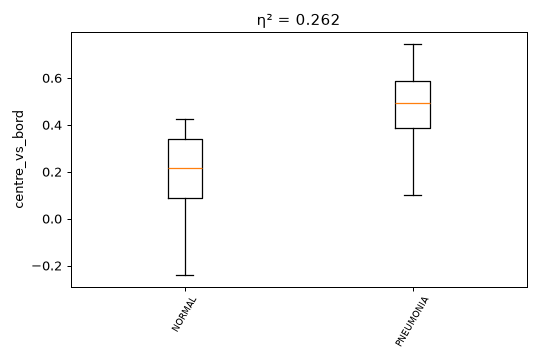 η² = 0.262
centre_vs_bord
0.6
0.4
0.2
0.0
−0.2
NORMAL
PNEUMONIA